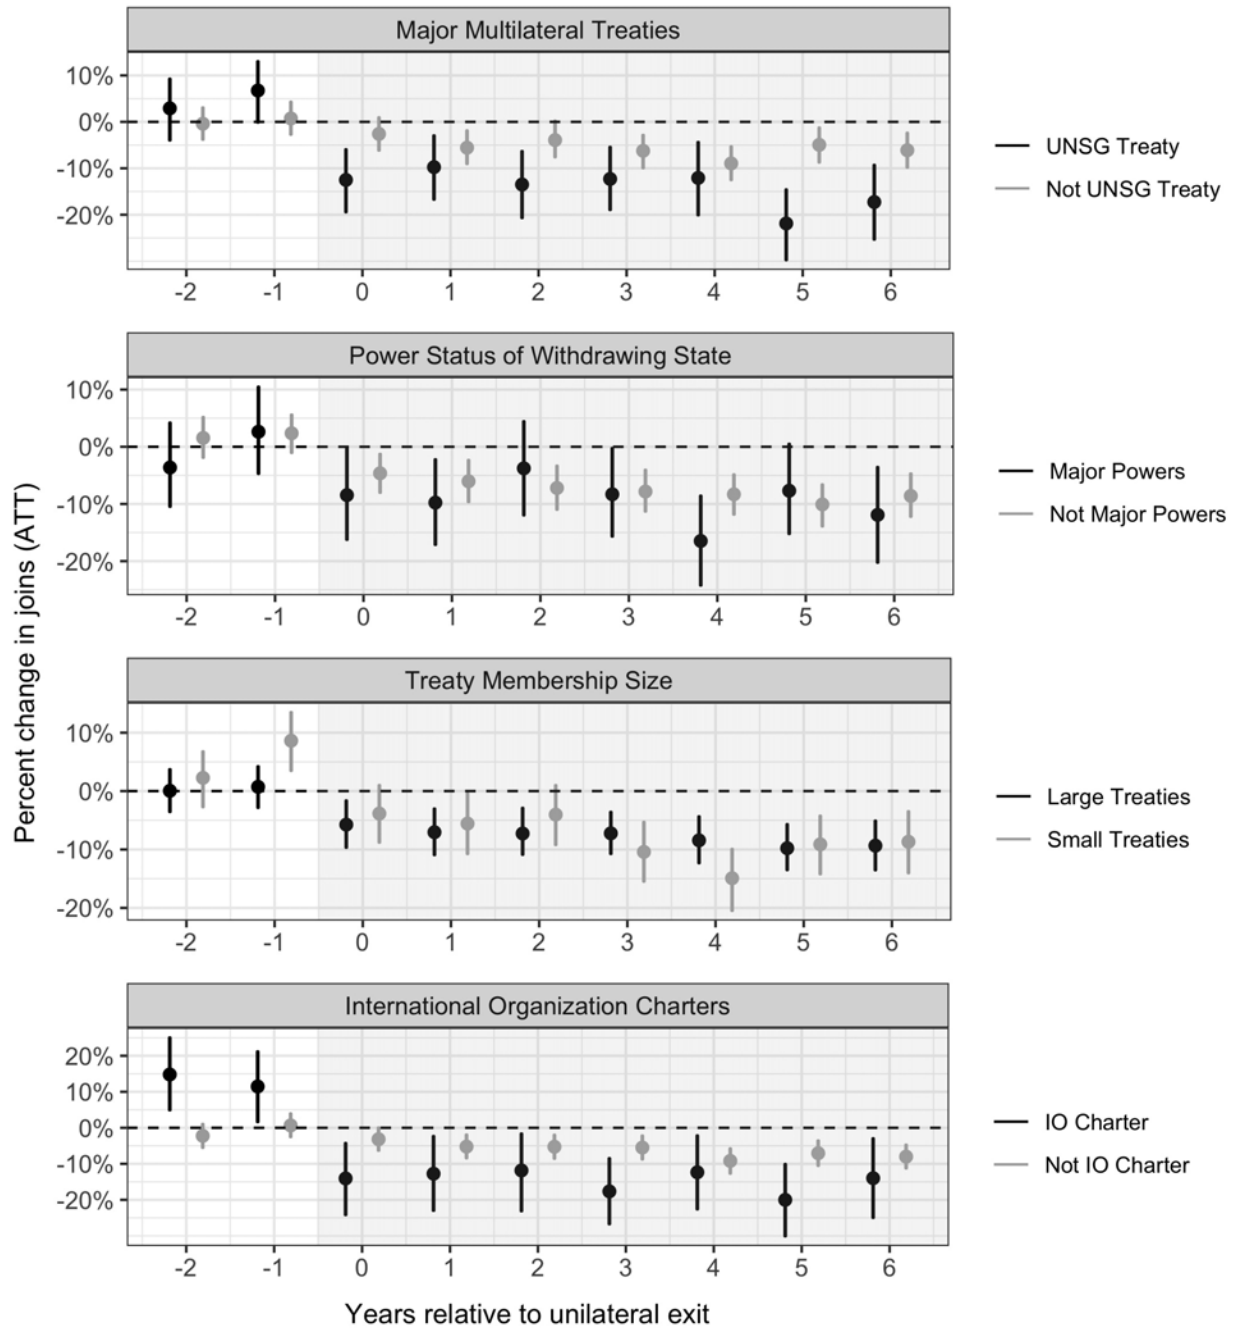 Major Multilateral Treaties
10%
0%
-10%
-20%
-2 -1 0 1 2 3 4 5 6
UNSG Treaty
Not UNSG Treaty
Power Status of Withdrawing State
10%
0%
-10%
-20%
-2 -1 0 1 2 3 4 5 6
Major Powers
Not Major Powers
Percent change in joins (ATT)
Treaty Membership Size
10%
0%
-10%
-20%
-2 -1 0 1 2 3 4 5 6
Large Treaties
Small Treaties
International Organization Charters
20%
10%
0%
-10%
-20%
-2 -1 0 1 2 3 4 5 6
IO Charter
Not IO Charter
Years relative to unilateral exit